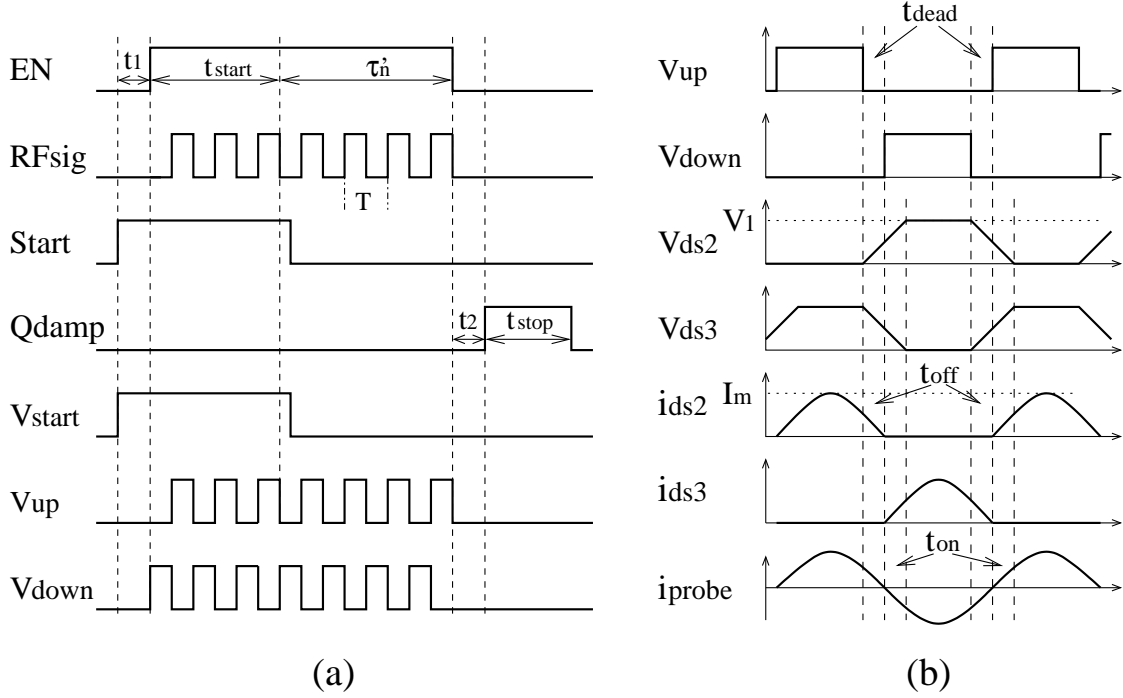 EN
t1
tstart
τ'n
RFsig
T
Start
Qdamp
t2
tstop
Vstart
Vup
Vdown
(a)
tdead
Vup
Vdown
V1
Vds2
Vds3
toff
Im
ids2
ids3
ton
iprobe
(b)